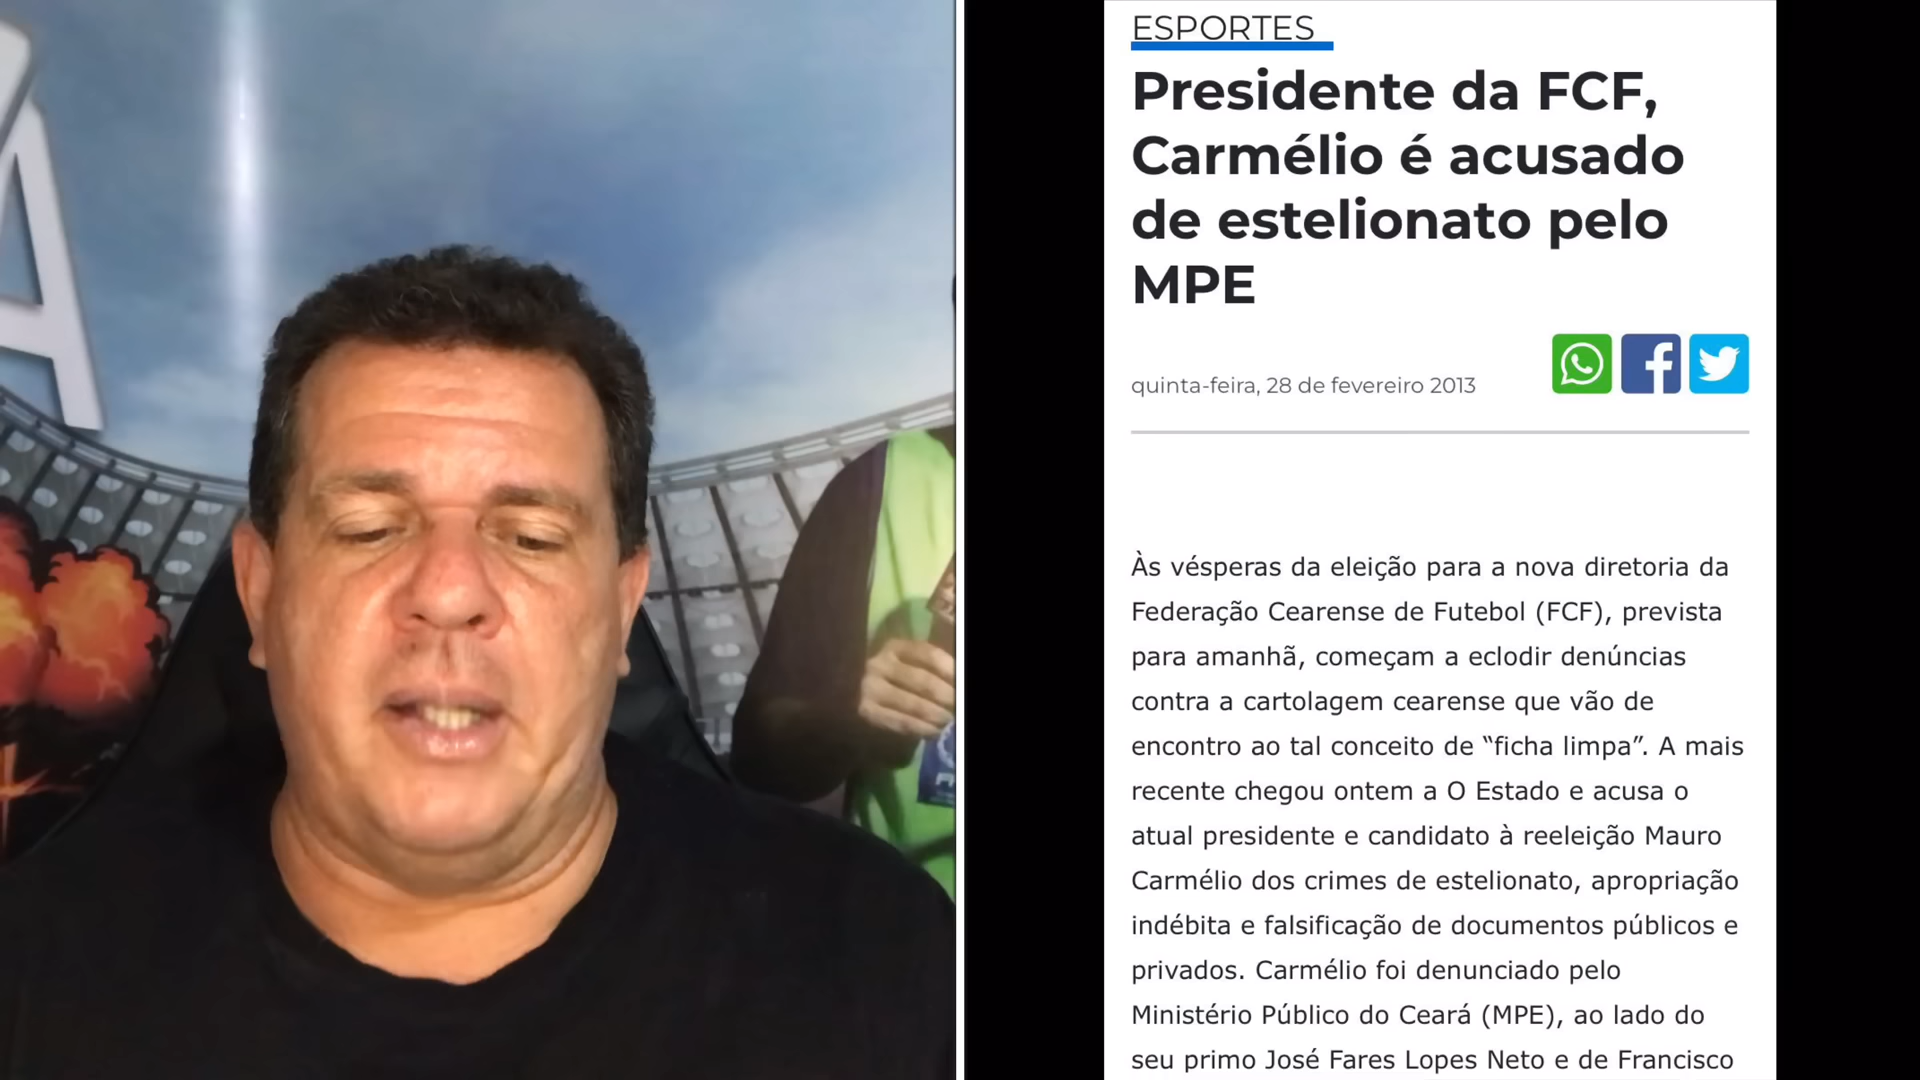 A
ESPORTES
Presidente da FCF,
Carmélio é acusado
de estelionato pelo
MPE
quinta-feira, 28 de fevereiro 2013
Às vésperas da eleição para a nova diretoria da
Federação Cearense de Futebol (FCF), prevista
para amanhã, começam a eclodir denúncias
contra a cartolagem cearense que vão de
encontro ao tal conceito de “ficha limpa”. A mais
recente chegou ontem a O Estado e acusa o
atual presidente e candidato à reeleição Mauro
Carmélio dos crimes de estelionato, apropriação
indébita e falsificação de documentos públicos e
privados. Carmélio foi denunciado pelo
Ministério Público do Ceará (MPE), ao lado do
seu primo José Fares Lopes Neto e de Francisco